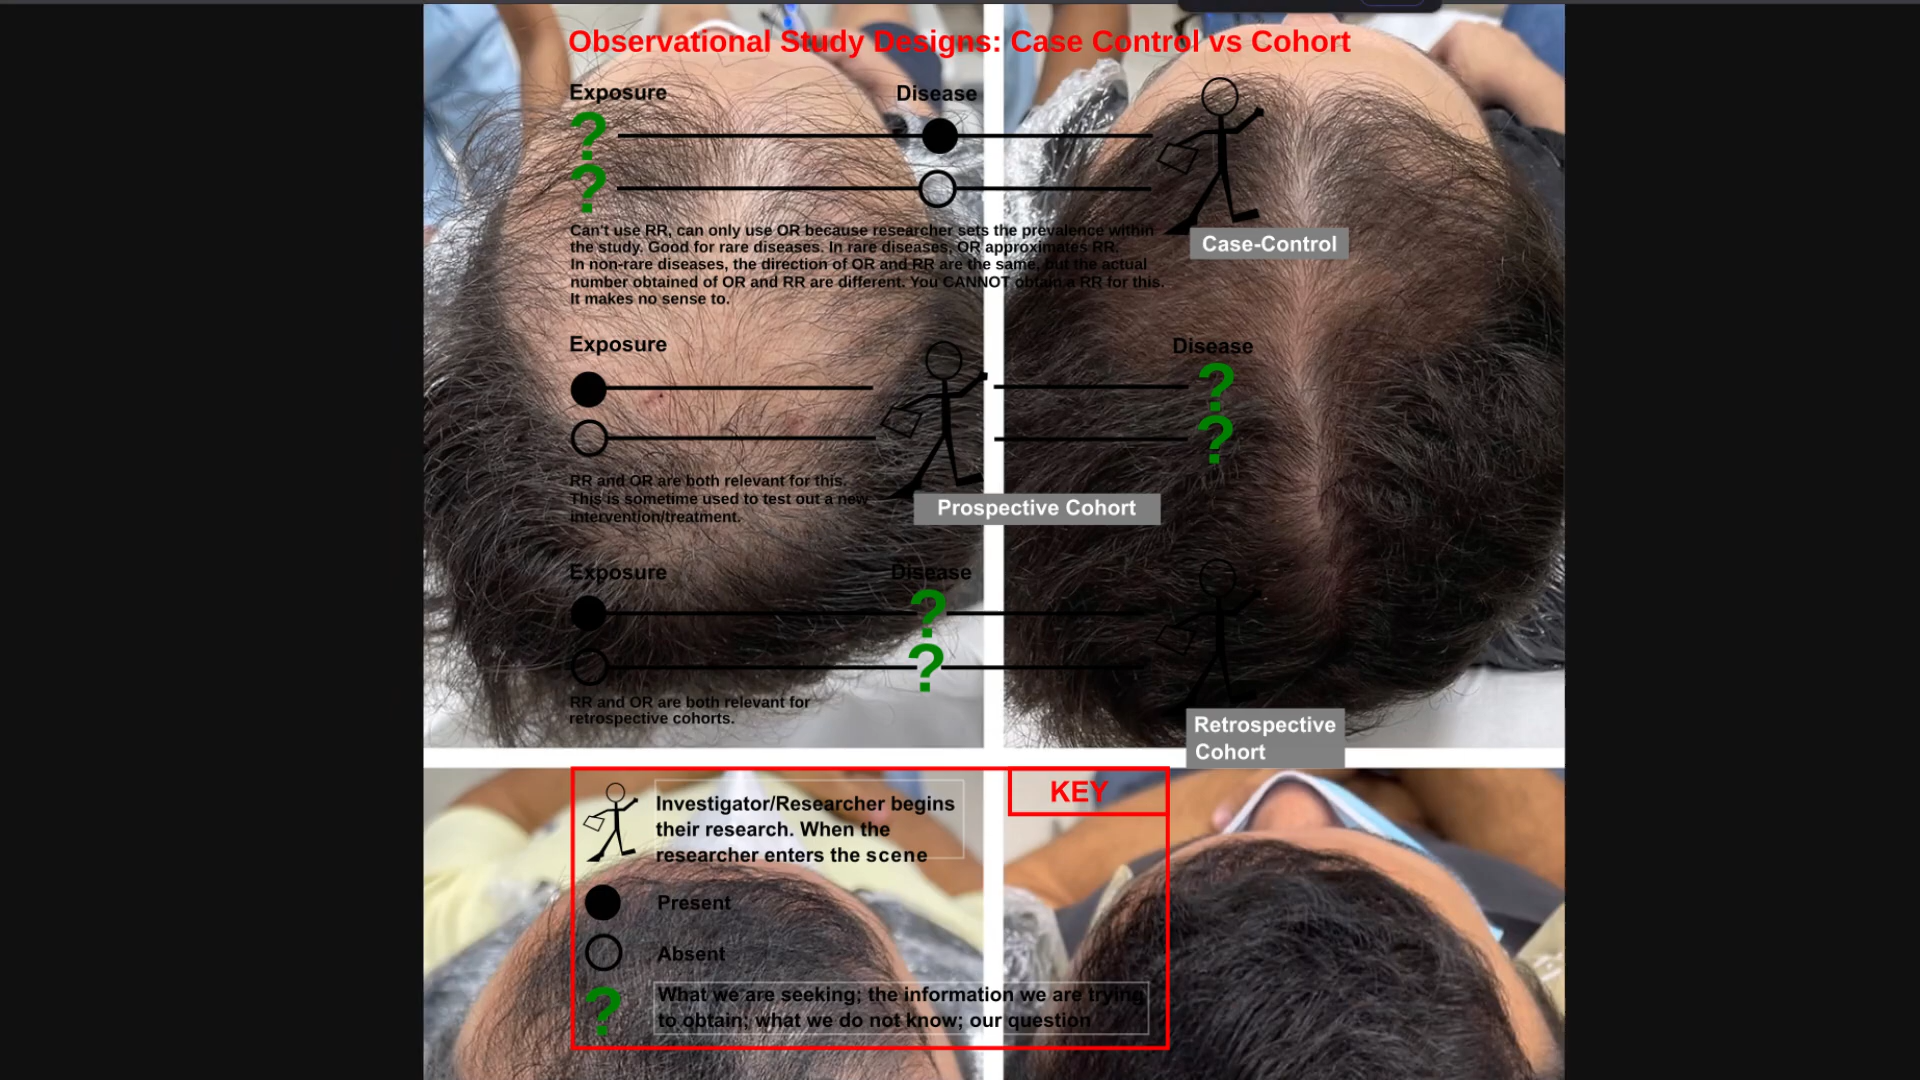 Observational Study Designs: Case Control vs Cohort
Exposure
Disease
?
?
Can't use RR, can only use OR because researcher sets the prevalence within
the study. Good for rare diseases. In rare diseases, OR approximates RR.
In non-rare diseases, the direction of OR and RR are the same, but the actual
number obtained of OR and RR are different. You CANNOT obtain a RR for this.
It makes no sense to.
Case-Control
Exposure
Disease
?
?
RR and OR are both relevant for this.
This is sometime used to test out a new
intervention/treatment.
Prospective Cohort
Exposure
Disease
?
?
RR and OR are both relevant for
retrospective cohorts.
Retrospective
Cohort
KEY
Investigator/Researcher begins
their research. When the
researcher enters the scene
Present
Absent
?
What we are seeking; the information we are trying
to obtain; what we do not know; our question